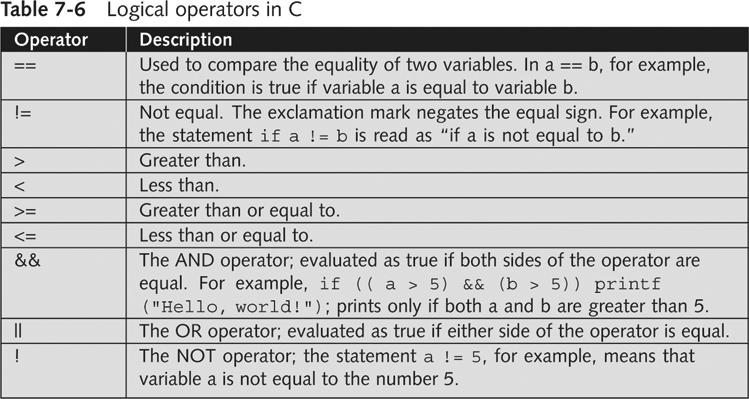 Table 7-6 Logical operators in C
Operator Description
== Used to compare the equality of two variables. In a == b, for example,
the condition is true if variable a is equal to variable b.
!= Not equal. The exclamation mark negates the equal sign. For example,
the statement if a != b is read as “if a is not equal to b.”
> Greater than.
< Less than.
>= Greater than or equal to.
<= Less than or equal to.
&& The AND operator; evaluated as true if both sides of the operator are
equal. For example, if (( a > 5) && (b > 5)) printf
("Hello, world!"); prints only if both a and b are greater than 5.
|| The OR operator; evaluated as true if either side of the operator is equal.
! The NOT operator; the statement a != 5, for example, means that
variable a is not equal to the number 5.